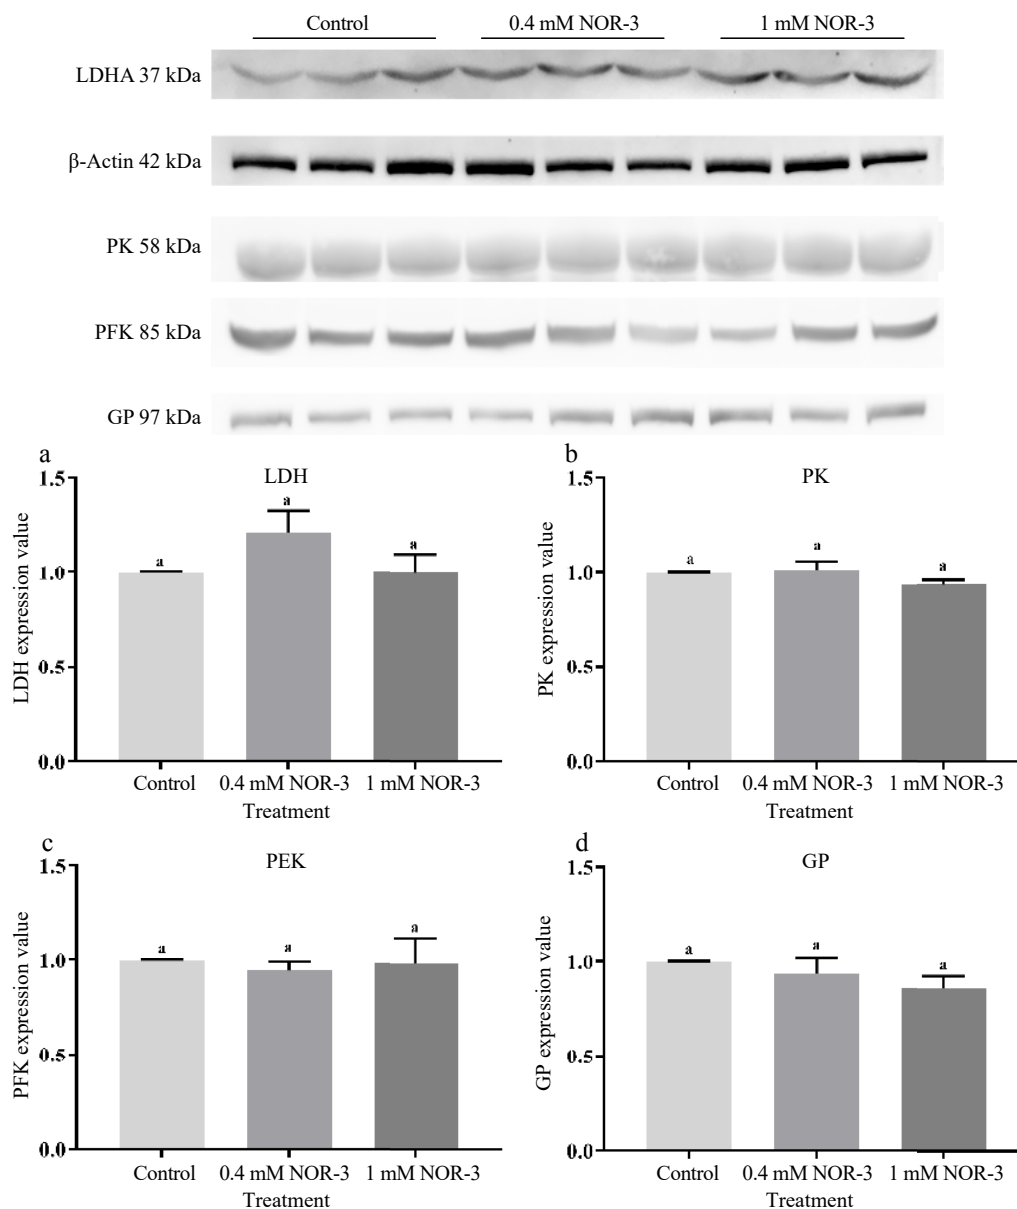 Control 0.4 mM NOR-3 1 mM NOR-3
LDHA 37 kDa
β-Actin 42 kDa
PK 58 kDa
PFK 85 kDa
GP 97 kDa
a
LDH
LDH expression value
1.5
1.0
0.5
0.0
a
a
a
Control 0.4 mM NOR-3 1 mM NOR-3
Treatment
b
PK
PK expression value
1.5
1.0
0.5
0.0
a
a
a
Control 0.4 mM NOR-3 1 mM NOR-3
Treatment
c
PEK
PFK expression value
1.5
1.0
0.5
0.0
a
a
a
Control 0.4 mM NOR-3 1 mM NOR-3
Treatment
d
GP
GP expression value
1.5
1.0
0.5
0.0
a
a
a
Control 0.4 mM NOR-3 1 mM NOR-3
Treatment